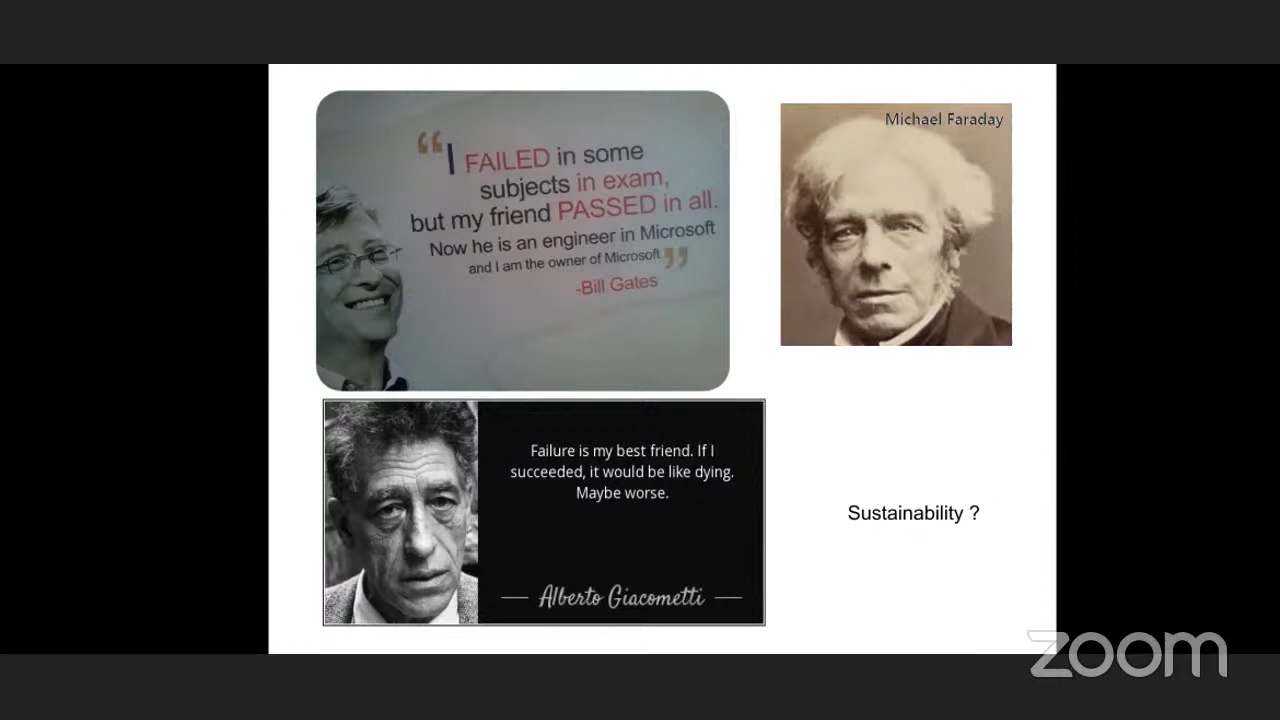 “I FAILED in some
subjects in exam,
but my friend PASSED in all.
Now he is an engineer in Microsoft
and I am the owner of Microsoft”
-Bill Gates
Michael Faraday
Failure is my best friend. If I
succeeded, it would be like dying.
Maybe worse.
Alberto Giacometti
Sustainability ?
zoom